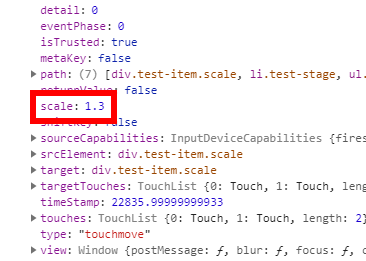 detail: 0
eventPhase: 0
isTrusted: true
metaKey: false
path: (7) [div.test-item.scale, li.test-stage, ul.
returnValue: false
scale: 1.3
shiftKey: false
sourceCapabilities: InputDeviceCapabilities {fires
srcElement: div.test-item.scale
target: div.test-item.scale
targetTouches: TouchList {0: Touch, 1: Touch, leng
timeStamp: 22835.99999999933
touches: TouchList {0: Touch, 1: Touch, length: 2}
type: "touchmove"
view: Window {postMessage: ƒ, blur: ƒ, focus: ƒ, c